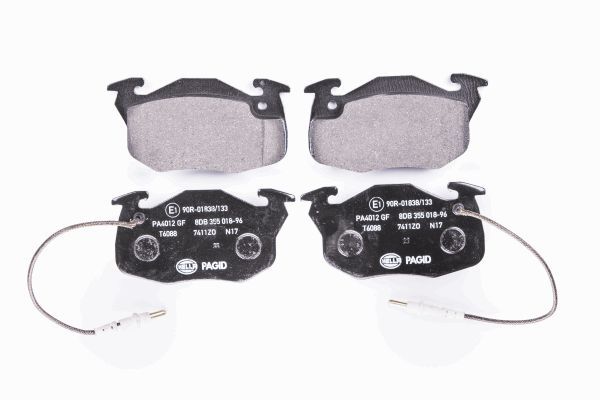 E1 90R-01838/133
PA4012 GF 8DB 355 018-96
T6088 7411ZO N17
HELLA PAGID
E1 90R-01838/133
PA4012 GF 8DB 355 018-96
T6088 7411ZO N17
HELLA PAGID